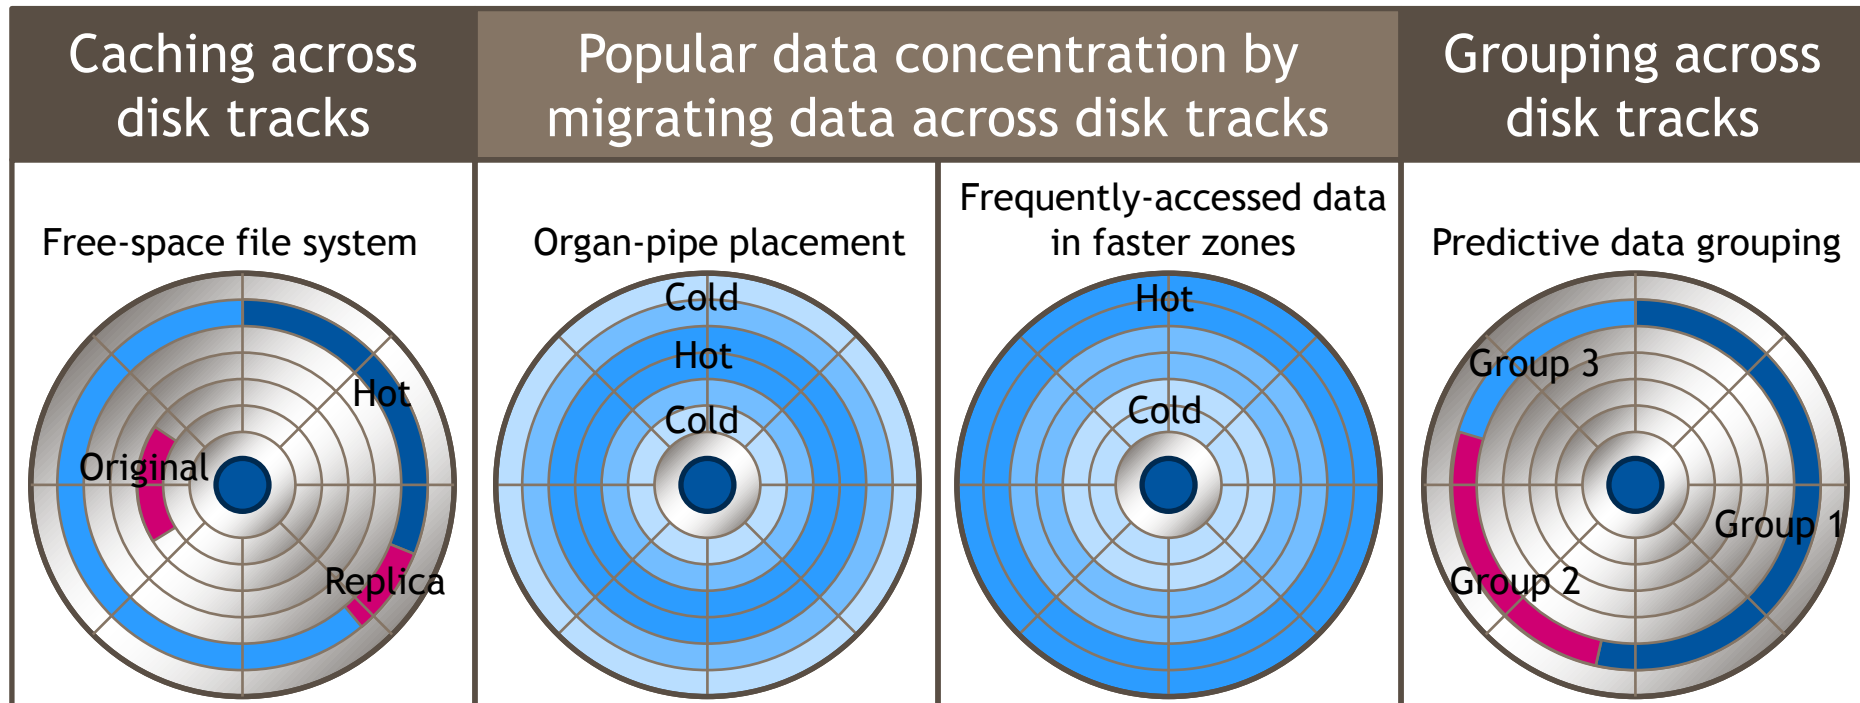 Caching across
disk tracks
Popular data concentration by
migrating data across disk tracks
Grouping across
disk tracks
Free-space file system
Hot
Original
Replica
Organ-pipe placement
Cold
Hot
Cold
Frequently-accessed data
in faster zones
Hot
Cold
Predictive data grouping
Group 3
Group 1
Group 2